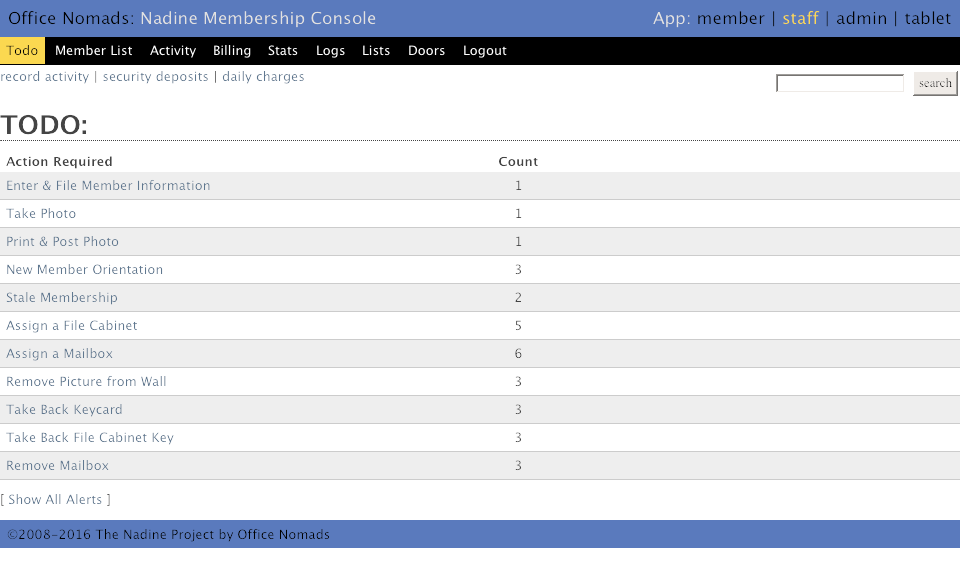 Office Nomads: Nadine Membership Console App: member | staff | admin | tablet
Todo Member List Activity Billing Stats Logs Lists Doors Logout
record activity | security deposits | daily charges search
TODO:
Action Required Count
Enter & File Member Information 1
Take Photo 1
Print & Post Photo 1
New Member Orientation 3
Stale Membership 2
Assign a File Cabinet 5
Assign a Mailbox 6
Remove Picture from Wall 3
Take Back Keycard 3
Take Back File Cabinet Key 3
Remove Mailbox 3
[ Show All Alerts ]
©2008-2016 The Nadine Project by Office Nomads